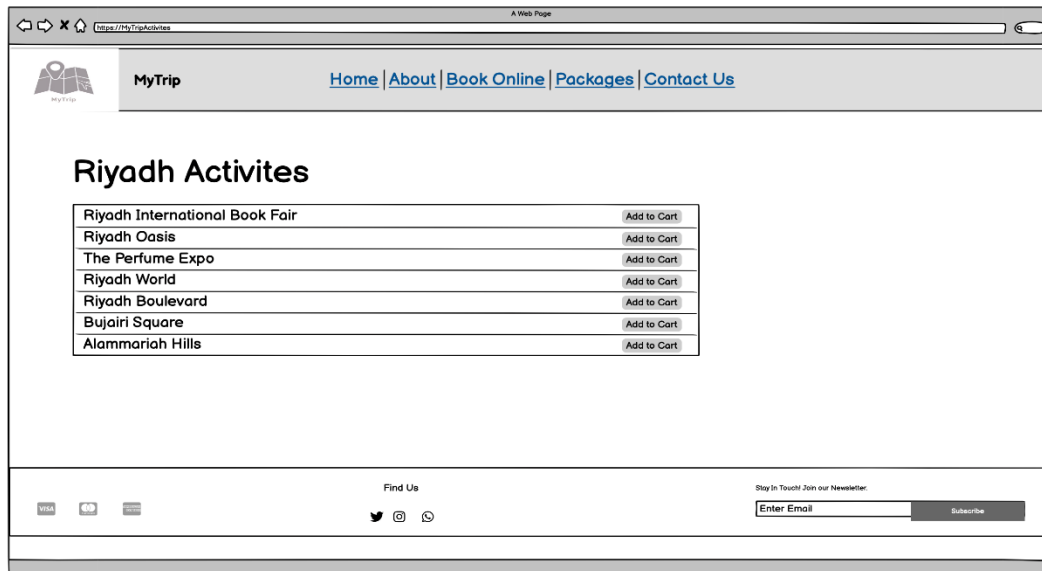 A Web Page
https://MyTripActivites
MyTrip
MyTrip
Home | About | Book Online | Packages | Contact Us
Riyadh Activites
Riyadh International Book Fair Add to Cart
Riyadh Oasis Add to Cart
The Perfume Expo Add to Cart
Riyadh World Add to Cart
Riyadh Boulevard Add to Cart
Bujairi Square Add to Cart
Alammariah Hills Add to Cart
Find Us
Stay In Touch! Join our Newsletter.
VISA
Enter Email Subscribe